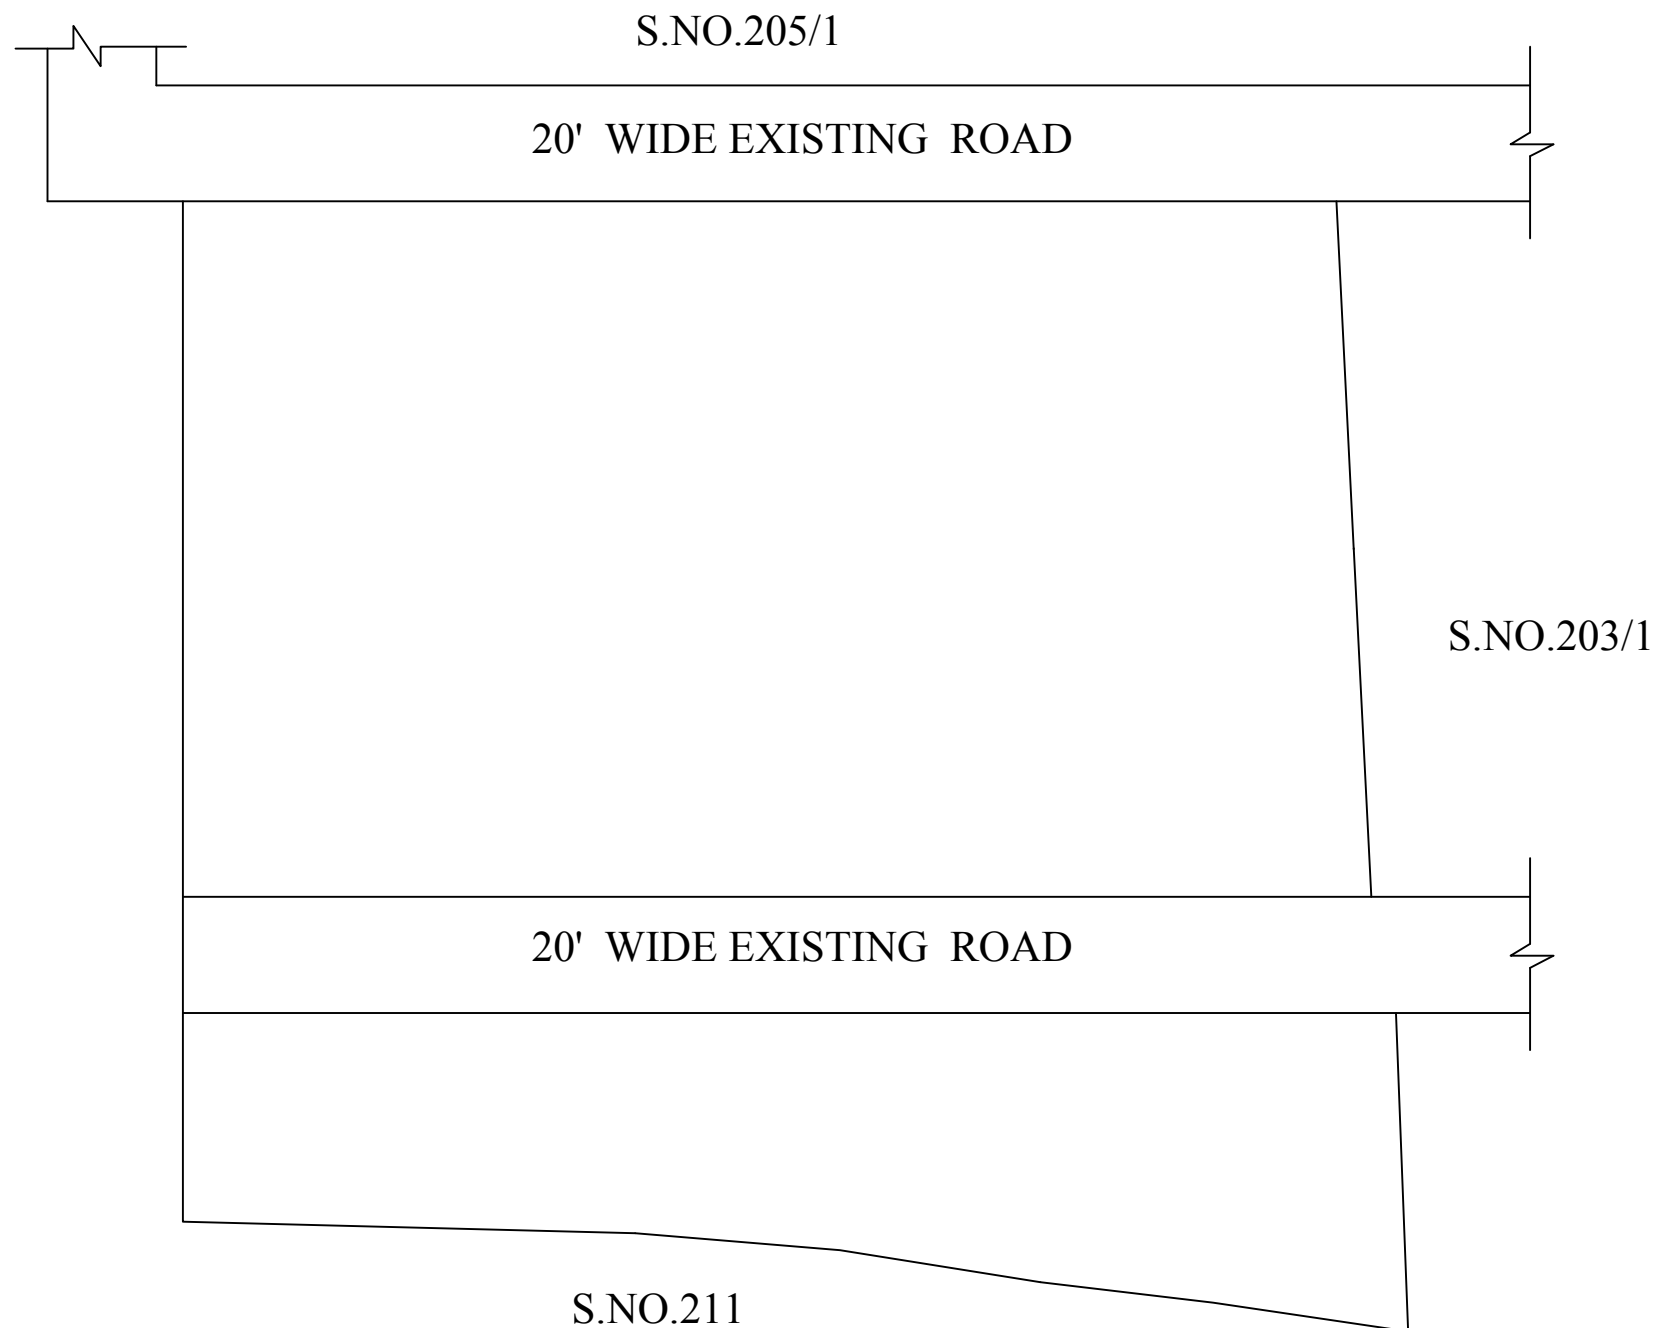 S.NO.205/1
20' WIDE EXISTING ROAD
S.NO.203/1
20' WIDE EXISTING ROAD
S.NO.211